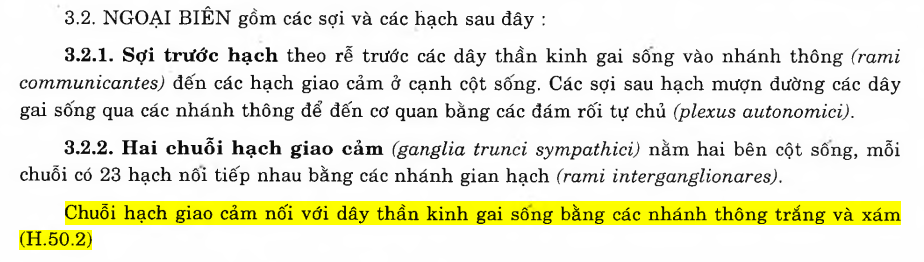 3.2. NGOẠI BIÊN gồm các sợi và các hạch sau đây :
3.2.1. Sợi trước hạch theo rễ trước các dây thần kinh gai sống vào nhánh thông (rami
communicantes) đến các hạch giao cảm ở cạnh cột sống. Các sợi sau hạch mượn đường các dây
gai sống qua các nhánh thông để đến cơ quan bằng các đám rối tự chủ (plexus autonomici).
3.2.2. Hai chuỗi hạch giao cảm (ganglia trunci sympathici) nằm hai bên cột sống, mỗi
chuỗi có 23 hạch nối tiếp nhau bằng các nhánh gian hạch (rami interganglionares).
Chuỗi hạch giao cảm nối với dây thần kinh gai sống bằng các nhánh thông trắng và xám
(H.50.2)